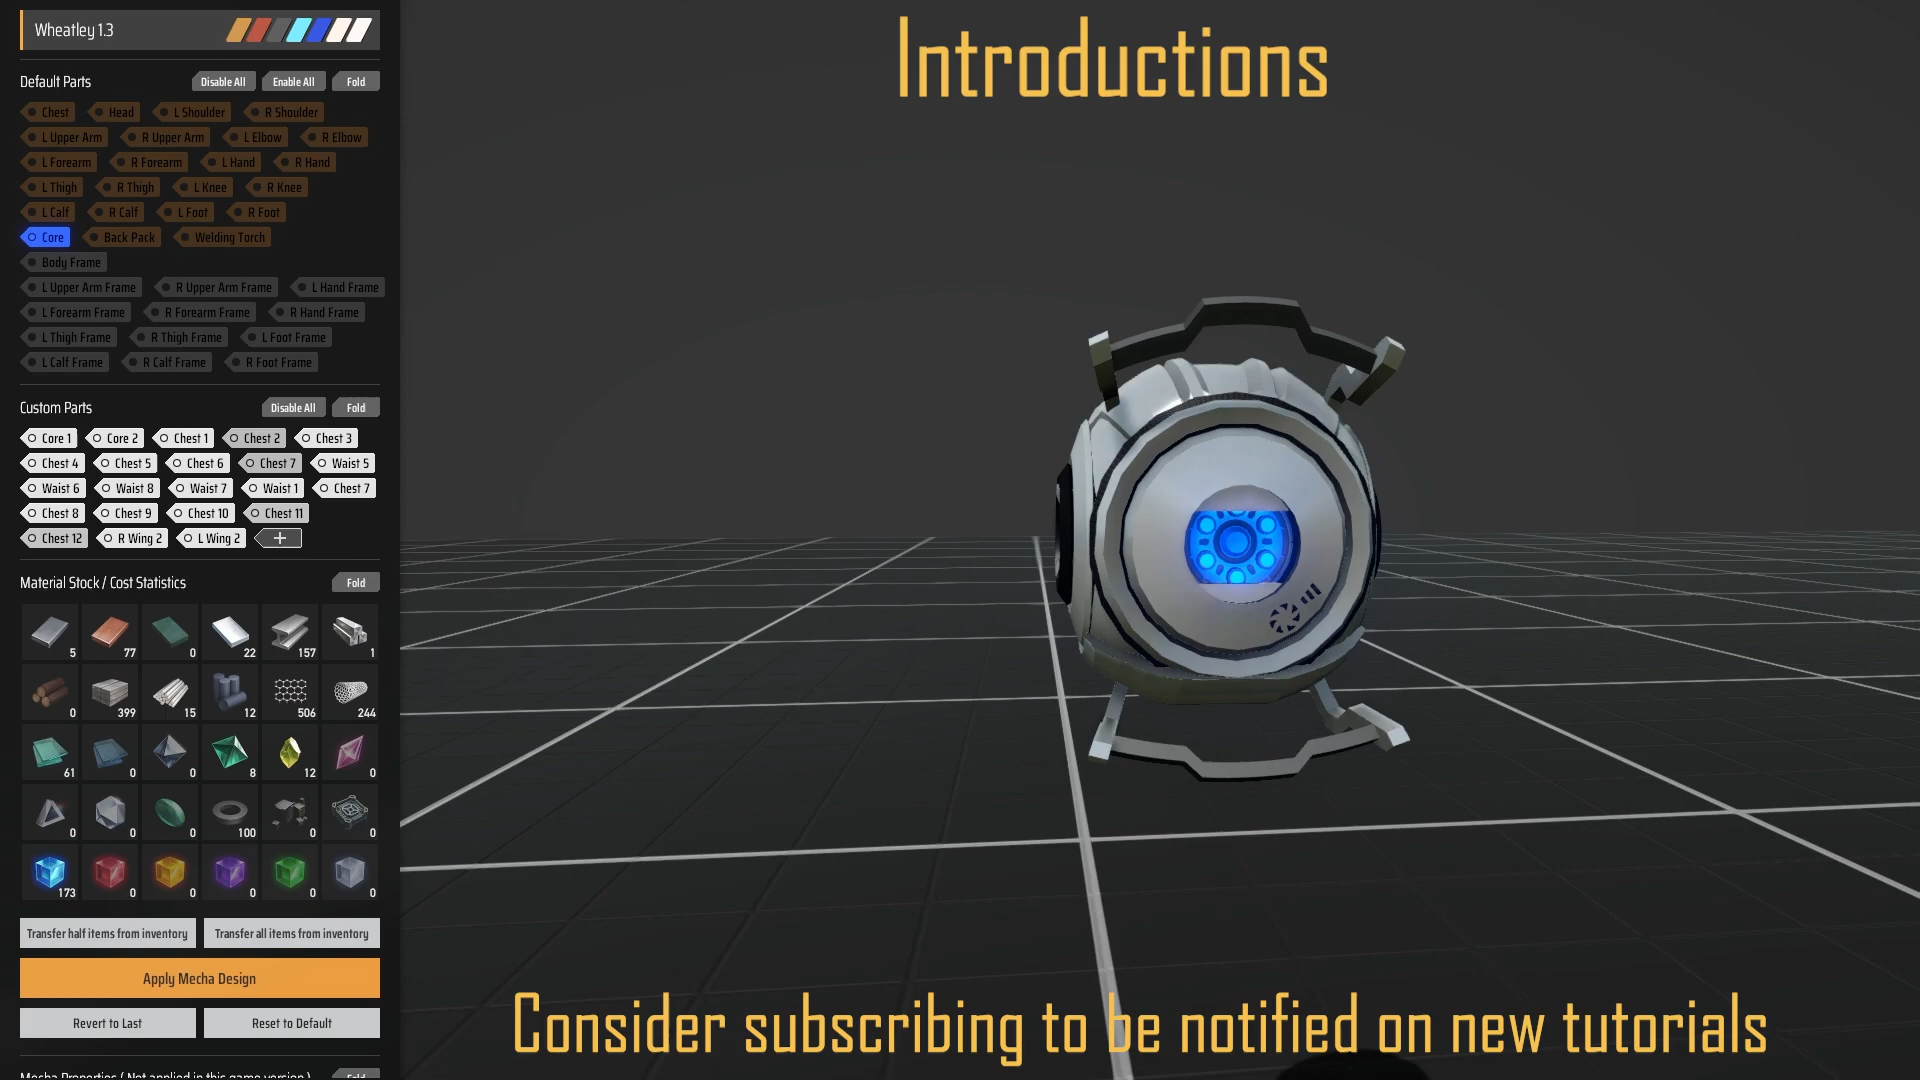 Wheatley 1.3
Introductions
Default Parts Disable All Enable All Fold
Chest Head L Shoulder R Shoulder
L Upper Arm R Upper Arm L Elbow R Elbow
L Forearm R Forearm L Hand R Hand
L Thigh R Thigh L Knee R Knee
L Calf R Calf L Foot R Foot
Core Back Pack Welding Torch
Body Frame
L Upper Arm Frame R Upper Arm Frame L Hand Frame
L Forearm Frame R Forearm Frame R Hand Frame
L Thigh Frame R Thigh Frame L Foot Frame
L Calf Frame R Calf Frame R Foot Frame
Custom Parts Disable All Fold
Core 1 Core 2 Chest 1 Chest 2 Chest 3
Chest 4 Chest 5 Chest 6 Chest 7 Waist 5
Waist 6 Waist 8 Waist 7 Waist 1 Chest 7
Chest 8 Chest 9 Chest 10 Chest 11
Chest 12 R Wing 2 L Wing 2 +
Material Stock / Cost Statistics Fold
5 77 0 22 157 1
0 399 15 12 506 244
61 0 0 8 12 0
0 0 0 100 0 0
173 0 0 0 0 0
Transfer half items from inventory Transfer all items from inventory
Apply Mecha Design
Revert to Last Reset to Default
Consider subscribing to be notified on new tutorials
Mecha Properties ( Not applied in this game version ) Fold